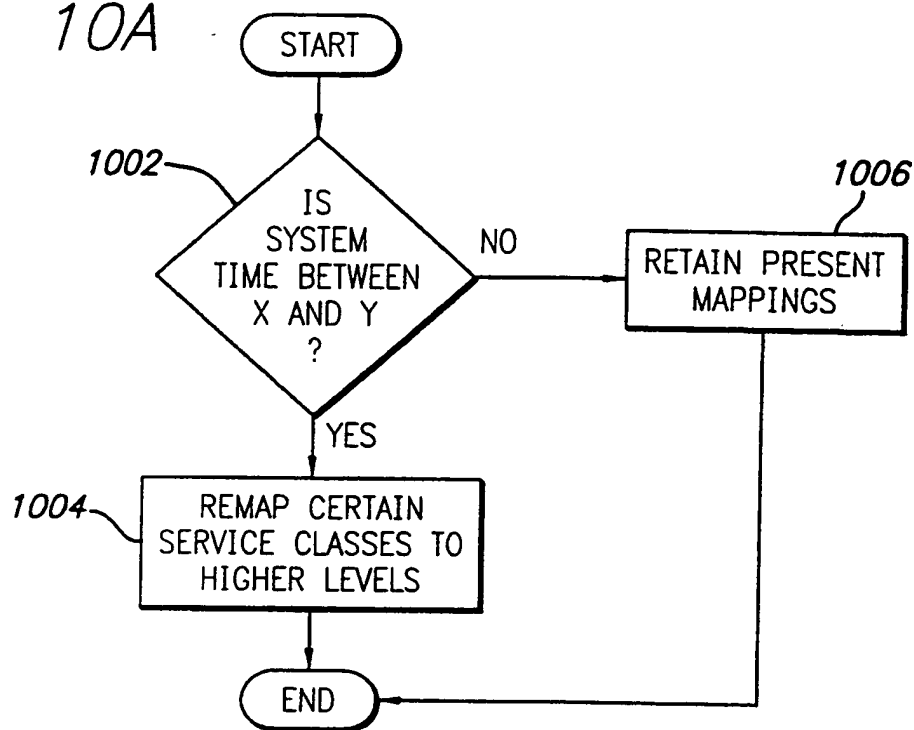 10A
START
1002
IS
SYSTEM
TIME BETWEEN
X AND Y
?
NO
1006
RETAIN PRESENT
MAPPINGS
YES
1004
REMAP CERTAIN
SERVICE CLASSES TO
HIGHER LEVELS
END